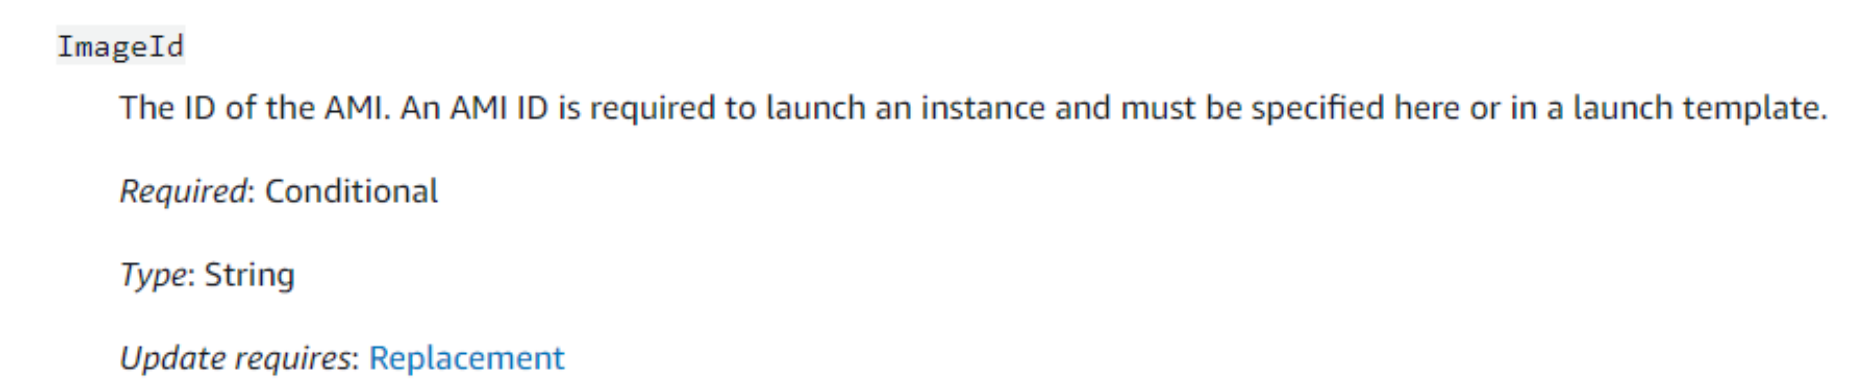 ImageId
The ID of the AMI. An AMI ID is required to launch an instance and must be specified here or in a launch template.
Required: Conditional
Type: String
Update requires: Replacement